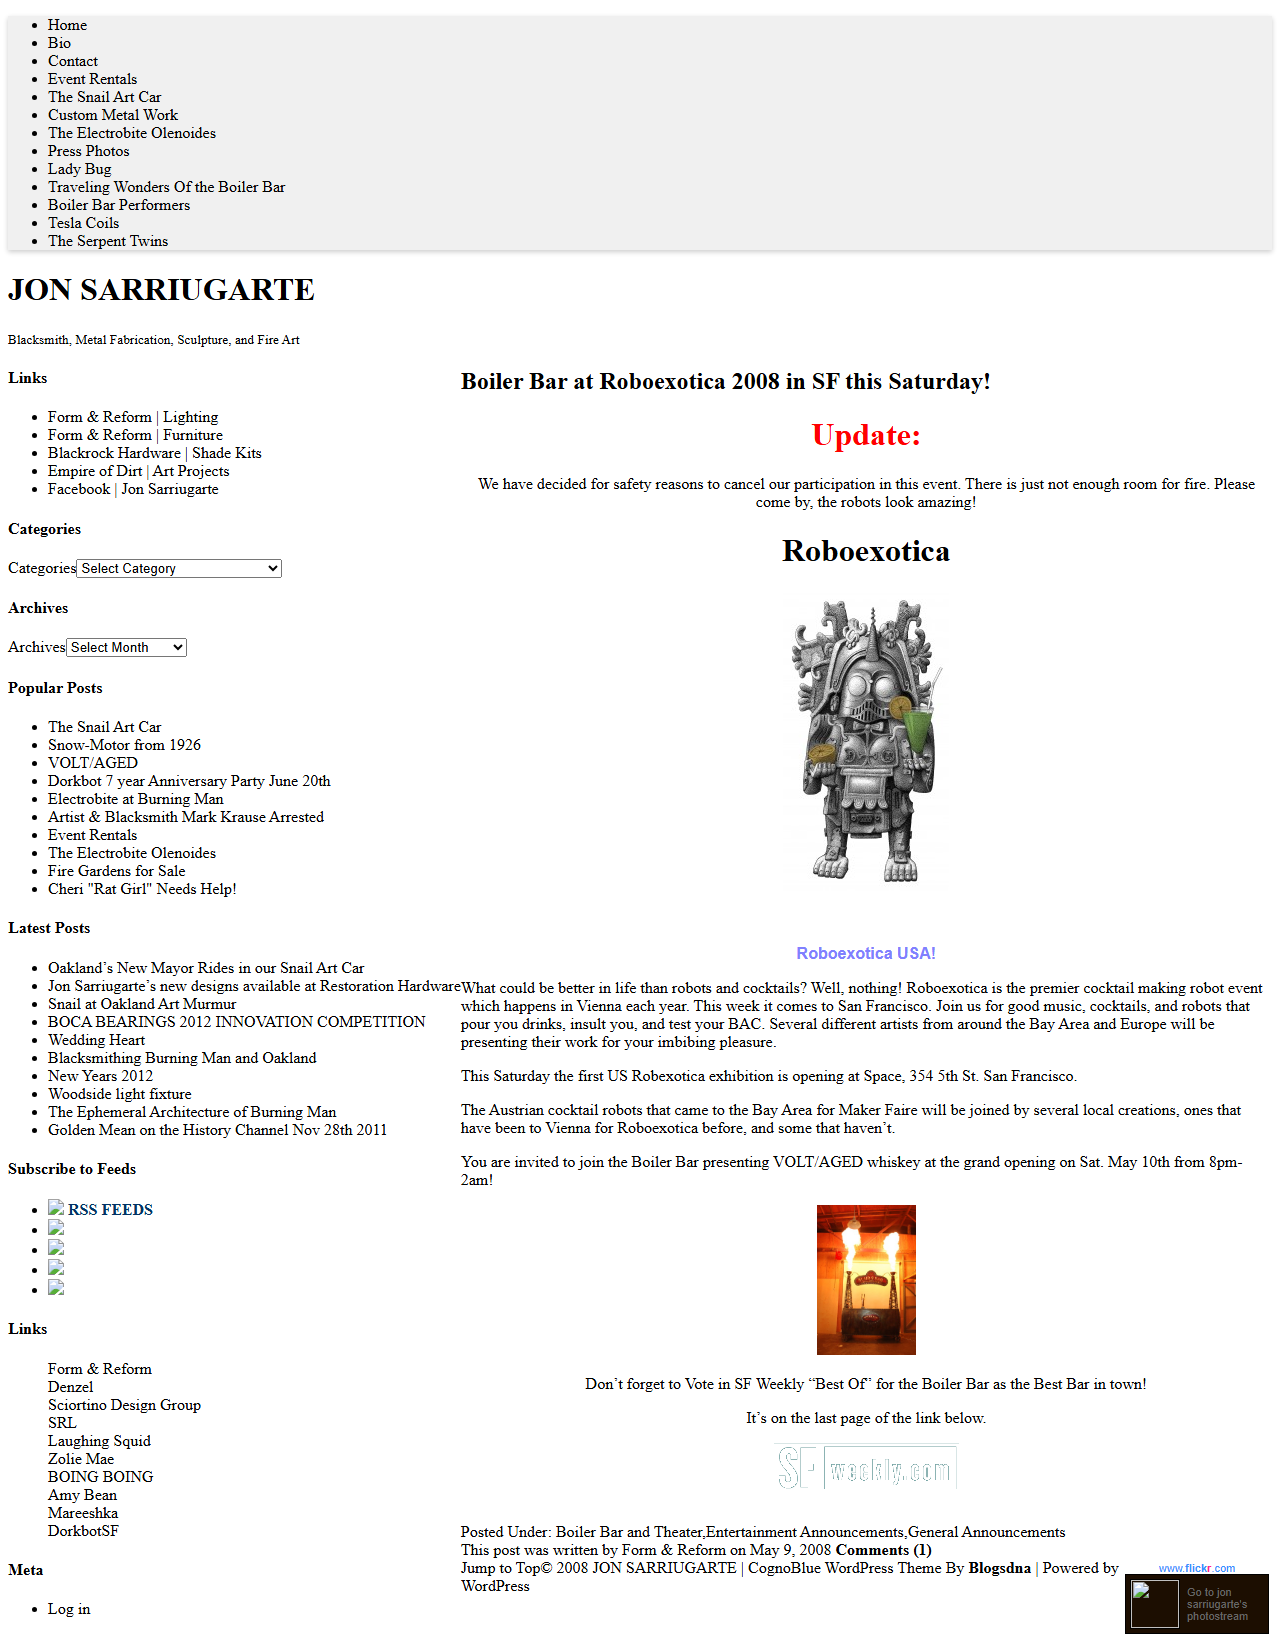 Home
Bio
Contact
Event Rentals
The Snail Art Car
Custom Metal Work
The Electrobite Olenoides
Press Photos
Lady Bug
Traveling Wonders Of the Boiler Bar
Boiler Bar Performers
Tesla Coils
The Serpent Twins
JON SARRIUGARTE
Blacksmith, Metal Fabrication, Sculpture, and Fire Art
Links
Form & Reform | Lighting
Form & Reform | Furniture
Blackrock Hardware | Shade Kits
Empire of Dirt | Art Projects
Facebook | Jon Sarriugarte
Categories
Categories Select Category
Archives
Archives Select Month
Popular Posts
The Snail Art Car
Snow-Motor from 1926
VOLT/AGED
Dorkbot 7 year Anniversary Party June 20th
Electrobite at Burning Man
Artist & Blacksmith Mark Krause Arrested
Event Rentals
The Electrobite Olenoides
Fire Gardens for Sale
Cheri "Rat Girl" Needs Help!
Latest Posts
Oakland’s New Mayor Rides in our Snail Art Car
Jon Sarriugarte’s new designs available at Restoration Hardware
Snail at Oakland Art Murmur
BOCA BEARINGS 2012 INNOVATION COMPETITION
Wedding Heart
Blacksmithing Burning Man and Oakland
New Years 2012
Woodside light fixture
The Ephemeral Architecture of Burning Man
Golden Mean on the History Channel Nov 28th 2011
Subscribe to Feeds
RSS FEEDS
Links
Form & Reform
Denzel
Sciortino Design Group
SRL
Laughing Squid
Zolie Mae
BOING BOING
Amy Bean
Mareeshka
DorkbotSF
Meta
Log in
Boiler Bar at Roboexotica 2008 in SF this Saturday!
Update:
We have decided for safety reasons to cancel our participation in this event. There is just not enough room for fire. Please
come by, the robots look amazing!
Roboexotica
Roboexotica USA!
What could be better in life than robots and cocktails? Well, nothing! Roboexotica is the premier cocktail making robot event
which happens in Vienna each year. This week it comes to San Francisco. Join us for good music, cocktails, and robots that
pour you drinks, insult you, and test your BAC. Several different artists from around the Bay Area and Europe will be
presenting their work for your imbibing pleasure.
This Saturday the first US Robexotica exhibition is opening at Space, 354 5th St. San Francisco.
The Austrian cocktail robots that came to the Bay Area for Maker Faire will be joined by several local creations, ones that
have been to Vienna for Roboexotica before, and some that haven’t.
You are invited to join the Boiler Bar presenting VOLT/AGED whiskey at the grand opening on Sat. May 10th from 8pm-
2am!
Don’t forget to Vote in SF Weekly “Best Of” for the Boiler Bar as the Best Bar in town!
It’s on the last page of the link below.
SF weekly.com
Posted Under: Boiler Bar and Theater,Entertainment Announcements,General Announcements
This post was written by Form & Reform on May 9, 2008 Comments (1)
Jump to Top© 2008 JON SARRIUGARTE | CognoBlue WordPress Theme By Blogsdna | Powered by
WordPress
www.flickr.com
Go to jon
sarriugarte's
photostream